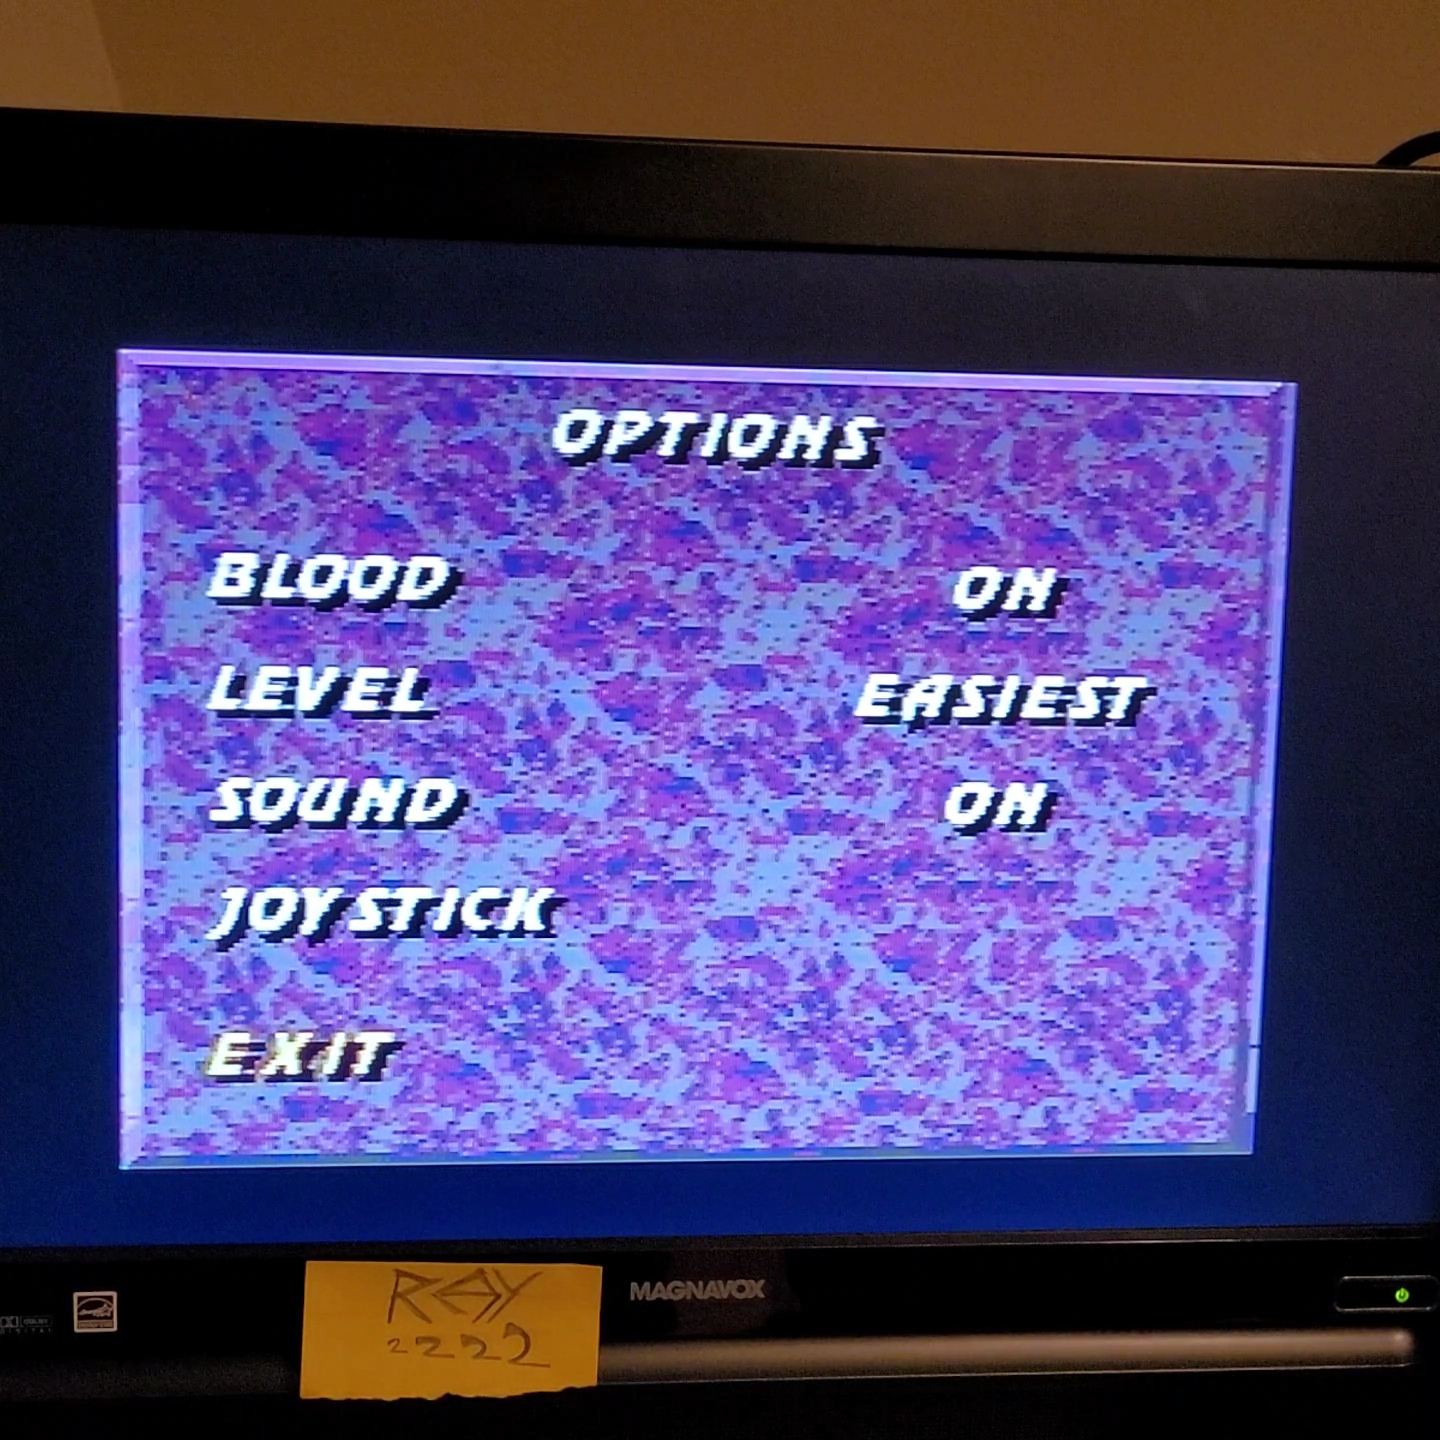 OPTIONS
BLOOD ON
LEVEL EASIEST
SOUND ON
JOYSTICK
EXIT
RAY
2222
MAGNAVOX